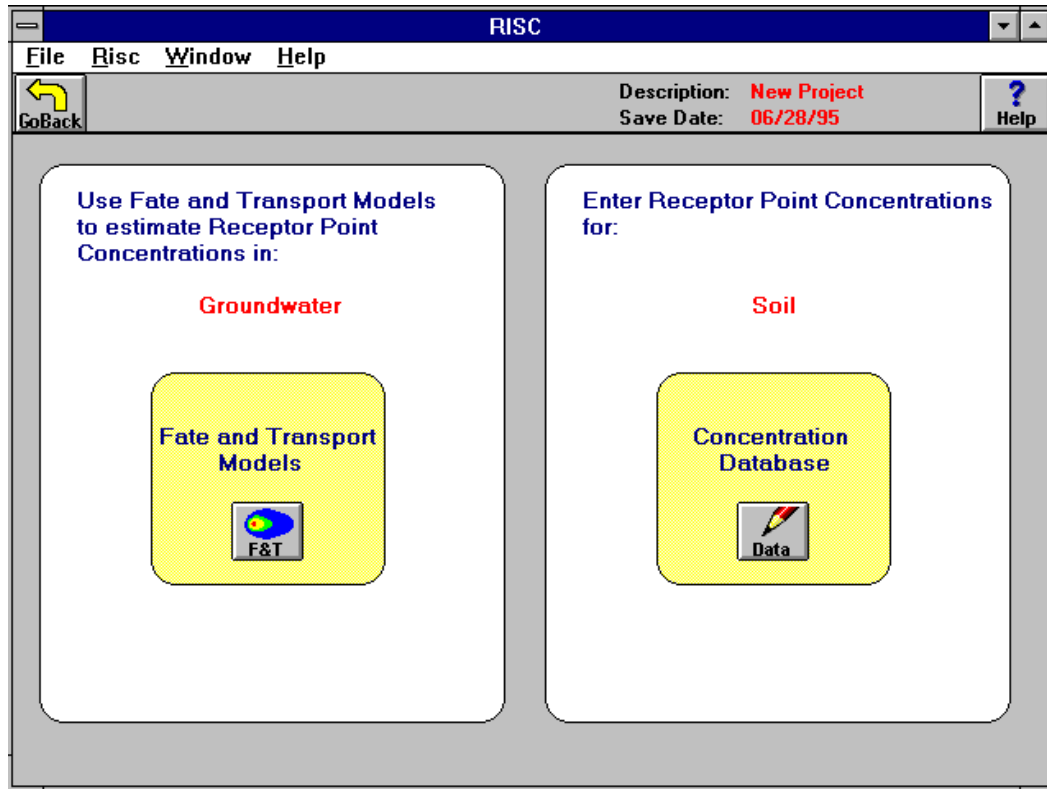 RISC
File Risc Window Help
GoBack
Description: New Project
Save Date: 06/28/95
? Help
Use Fate and Transport Models
to estimate Receptor Point
Concentrations in:
Groundwater
Fate and Transport
Models
F&T
Enter Receptor Point Concentrations
for:
Soil
Concentration
Database
Data